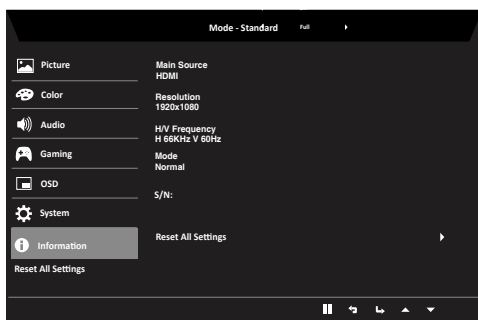 Mode - Standard Full
Picture
Color
Audio
Gaming
OSD
System
Information
Reset All Settings
Main Source
HDMI
Resolution
1920x1080
H/V Frequency
H 66KHz V 60Hz
Mode
Normal
S/N:
Reset All Settings